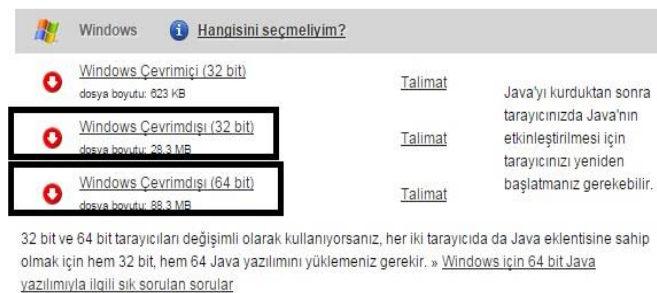 Windows Hangisini seçmeliyim?
Windows Çevrimiçi (32 bit)
dosya boyutu: 623 KB
Talimat
Windows Çevrimdışı (32 bit)
dosya boyutu: 28.3 MB
Talimat
Windows Çevrimdışı (64 bit)
dosya boyutu: 88.3 MB
Talimat
Java'yı kurduktan sonra
tarayıcınızda Java'nın
etkinleştirilmesi için
tarayıcınızı yeniden
başlatmanız gerekebilir.
32 bit ve 64 bit tarayıcıları değişimli olarak kullanıyorsanız, her iki tarayıcıda da Java eklentisine sahip
olmak için hem 32 bit, hem 64 Java yazılımını yüklemeniz gerekir. » Windows için 64 bit Java
yazılımıyla ilgili sık sorulan sorular